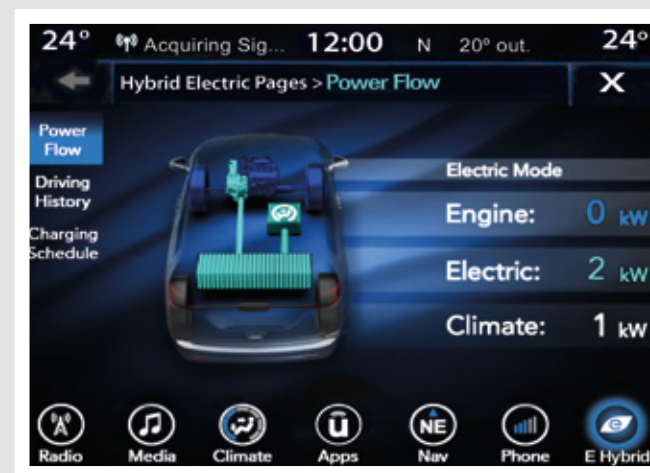 24° Acquiring Sig... 12:00 N 20° out. 24°
Hybrid Electric Pages > Power Flow X
Power
Flow
Driving
History
Charging
Schedule
Electric Mode
Engine: 0 kW
Electric: 2 kW
Climate: 1 kW
ū NE e
Radio Media Climate Apps Nav Phone E Hybrid